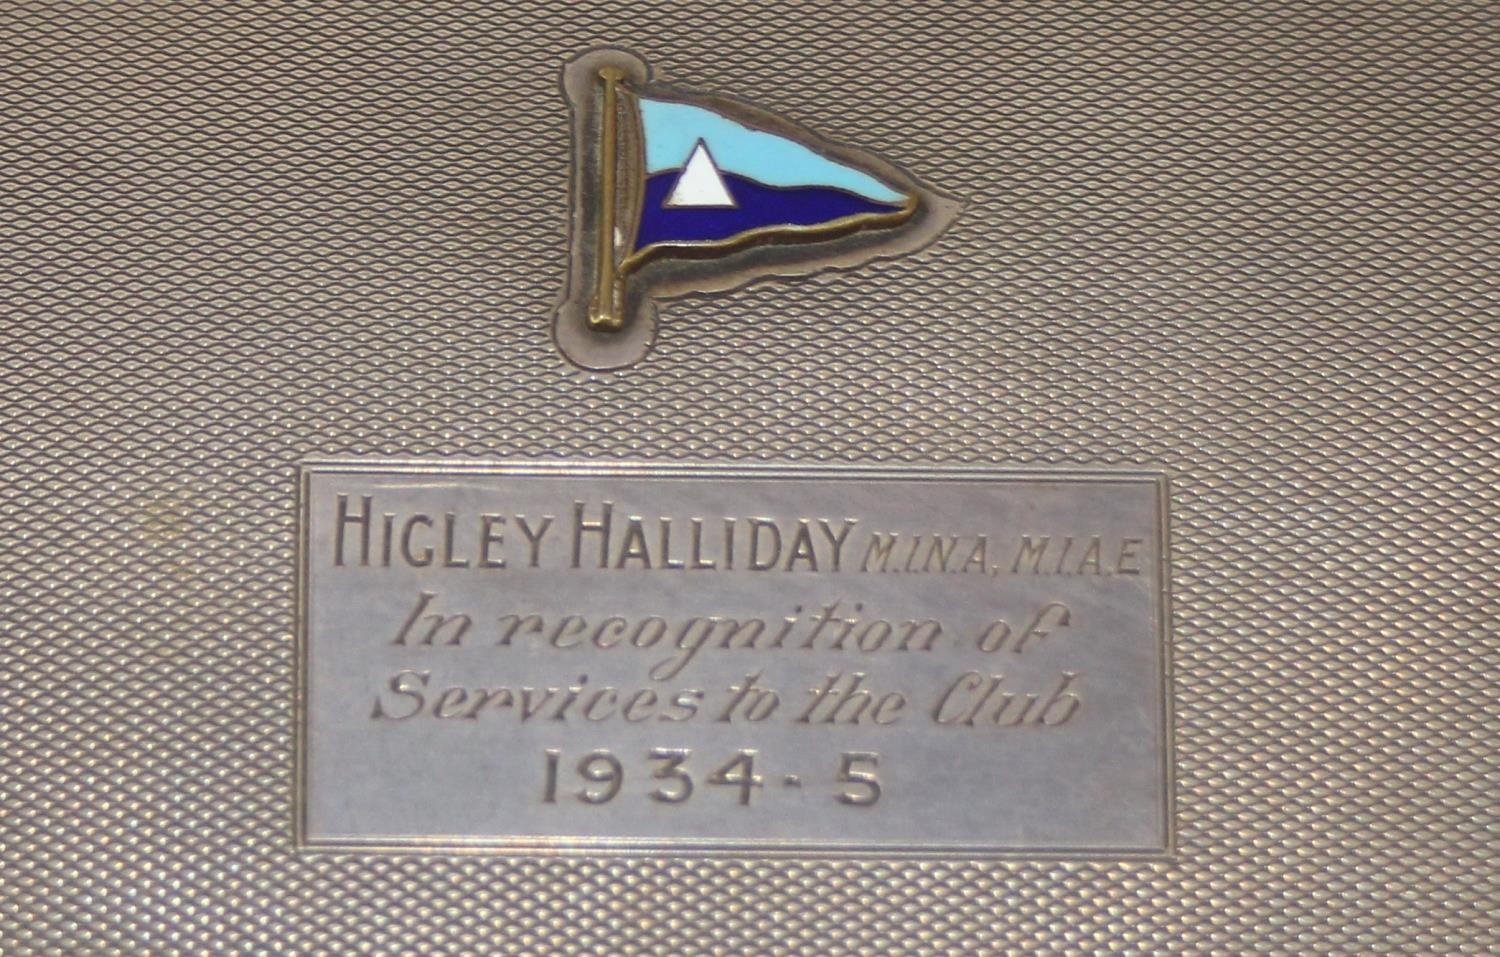 HIGLEY HALLIDAY M.I.N.A, M.I.A.E
In recognition of
Services to the Club
1934-5